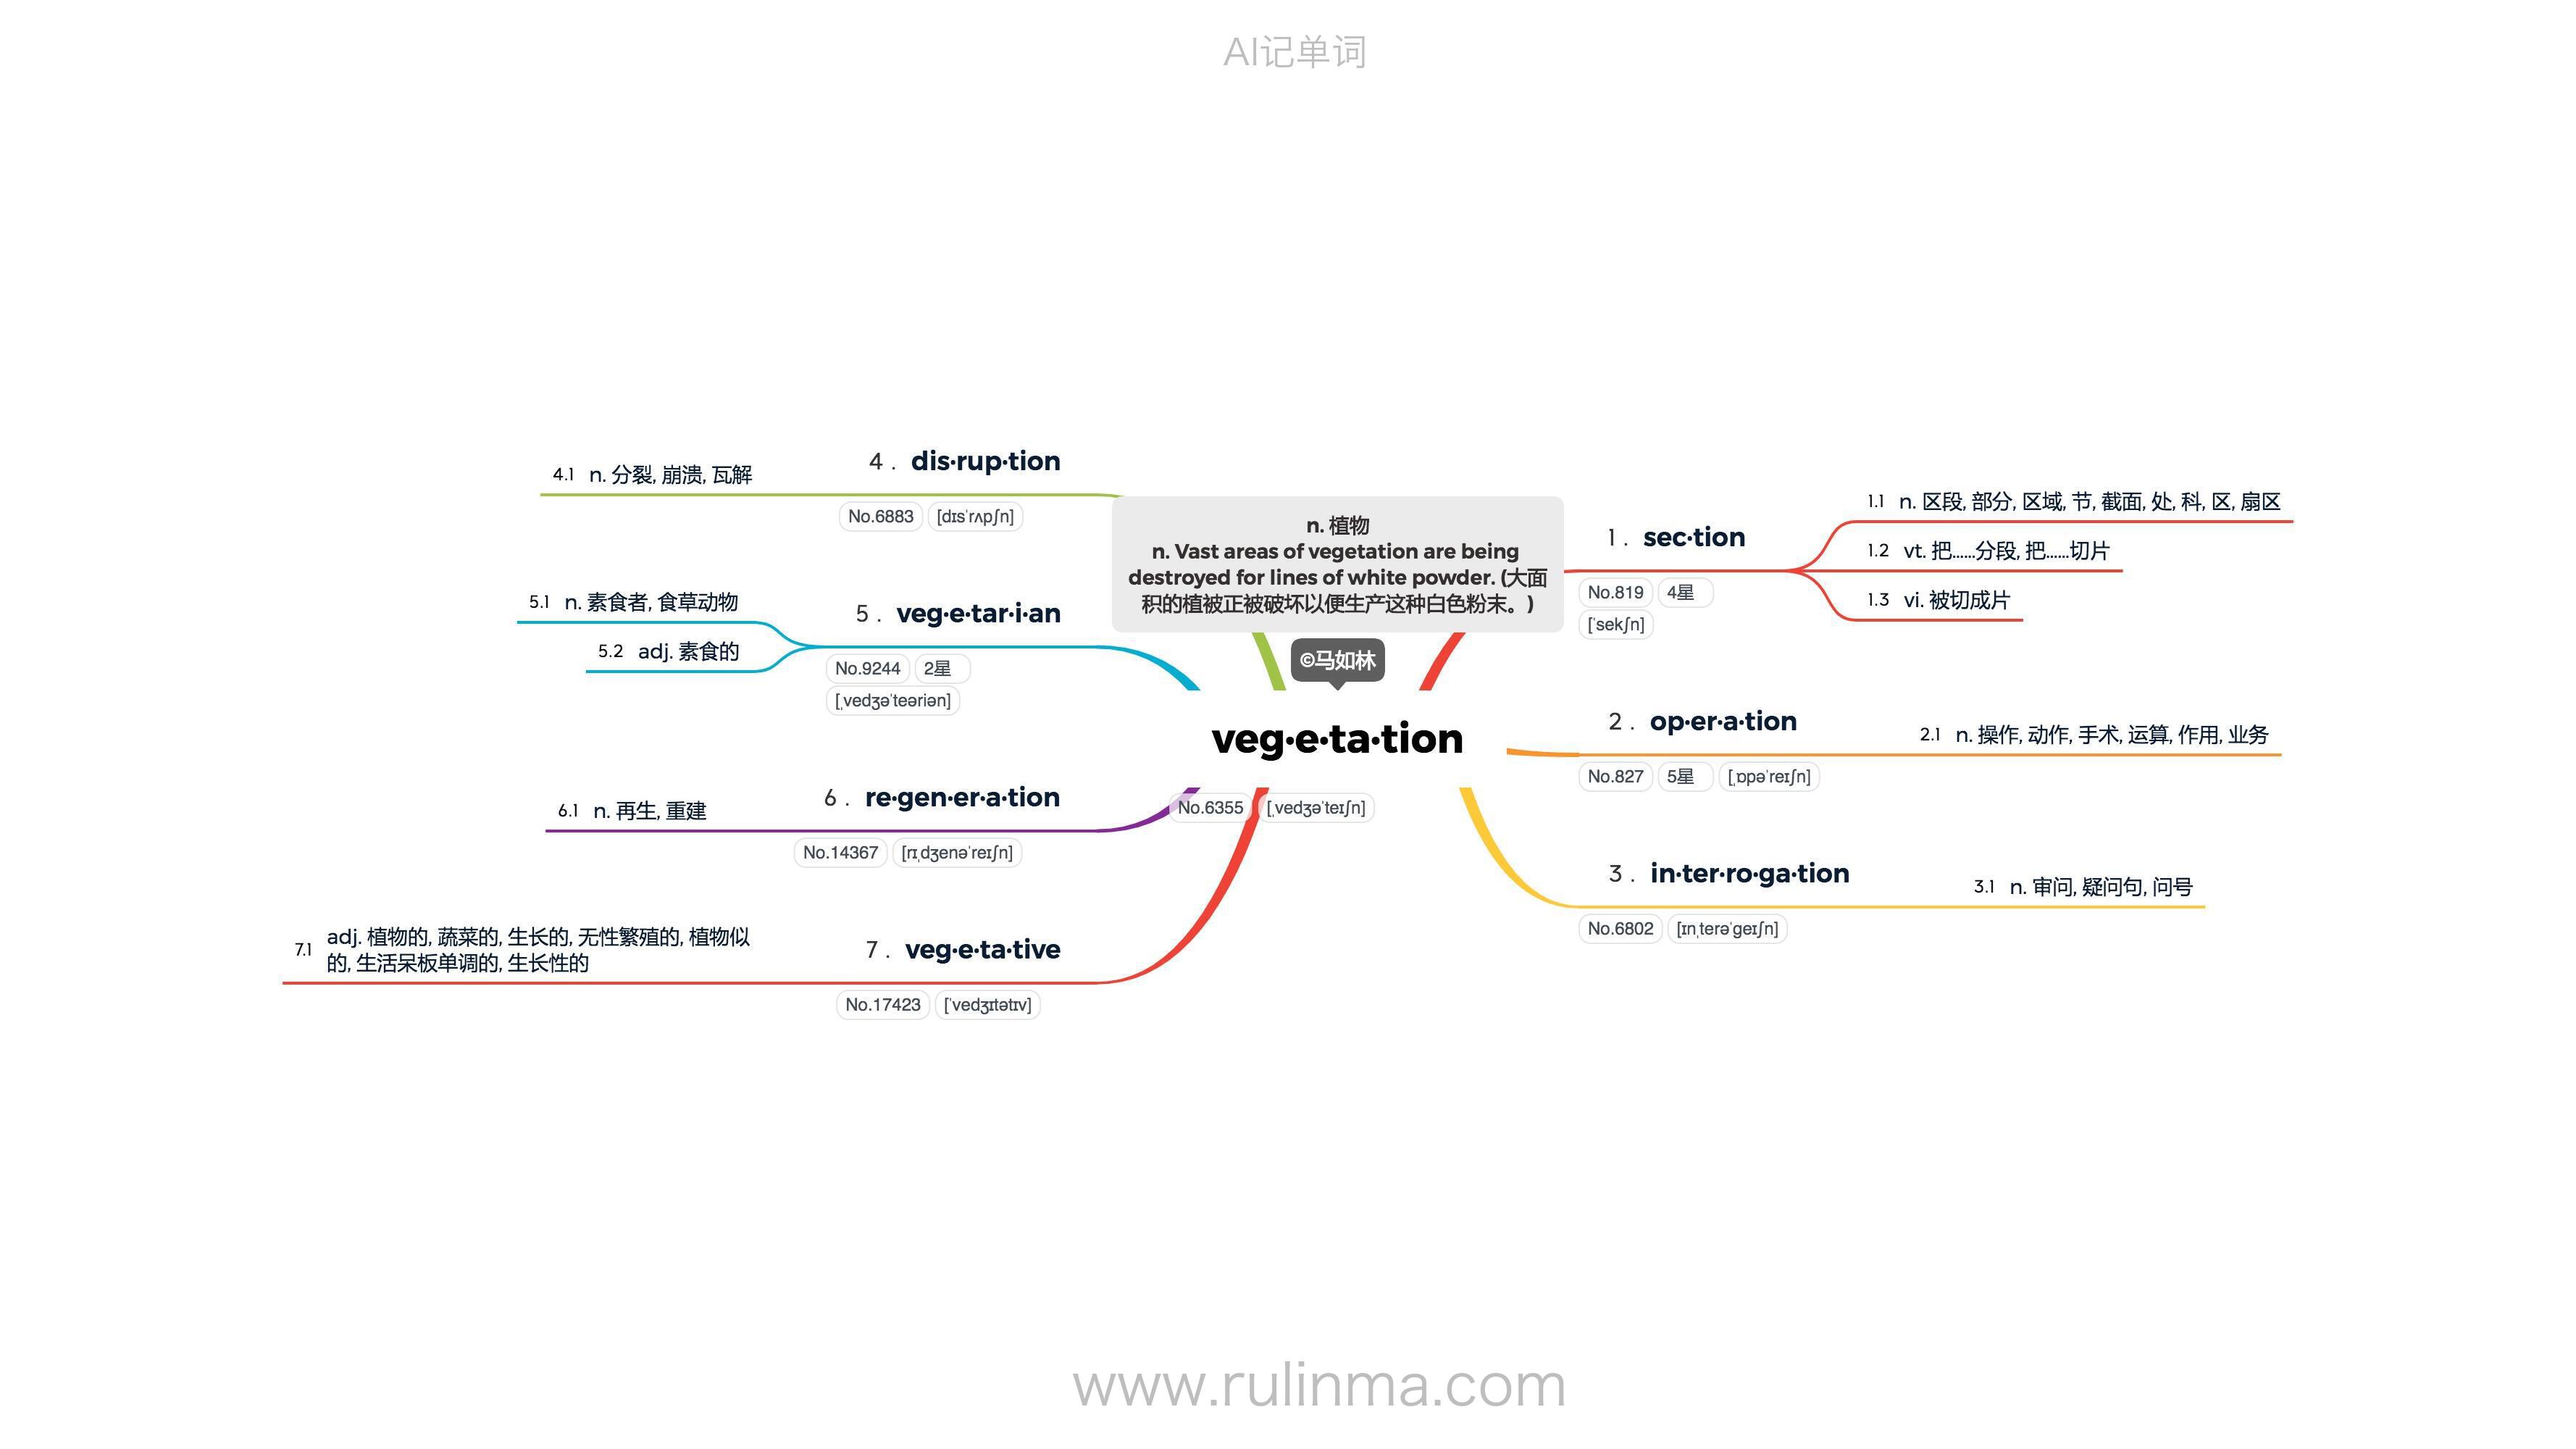 AI记单词
n. 植物
n. Vast areas of vegetation are being
destroyed for lines of white powder. (大面
积的植被正被破坏以便生产这种白色粉末。)
©马如林
veg·e·ta·tion
No.6355 [ˌvedʒəˈteɪʃn]
1 . sec·tion
No.819 4星
[ˈsekʃn]
1.1 n. 区段, 部分, 区域, 节, 截面, 处, 科, 区, 扇区
1.2 vt. 把……分段, 把……切片
1.3 vi. 被切成片
2 . op·er·a·tion
No.827 5星 [ˌɒpəˈreɪʃn]
2.1 n. 操作, 动作, 手术, 运算, 作用, 业务
3 . in·ter·ro·ga·tion
No.6802 [ɪnˌterəˈgeɪʃn]
3.1 n. 审问, 疑问句, 问号
4 . dis·rup·tion
No.6883 [dɪsˈrʌpʃn]
4.1 n. 分裂, 崩溃, 瓦解
5 . veg·e·tar·i·an
No.9244 2星
[ˌvedʒəˈteəriən]
5.1 n. 素食者, 食草动物
5.2 adj. 素食的
6 . re·gen·er·a·tion
No.14367 [rɪˌdʒenəˈreɪʃn]
6.1 n. 再生, 重建
7 . veg·e·ta·tive
No.17423 [ˈvedʒɪtətɪv]
7.1 adj. 植物的, 蔬菜的, 生长的, 无性繁殖的, 植物似
的, 生活呆板单调的, 生长性的
www.rulinma.com